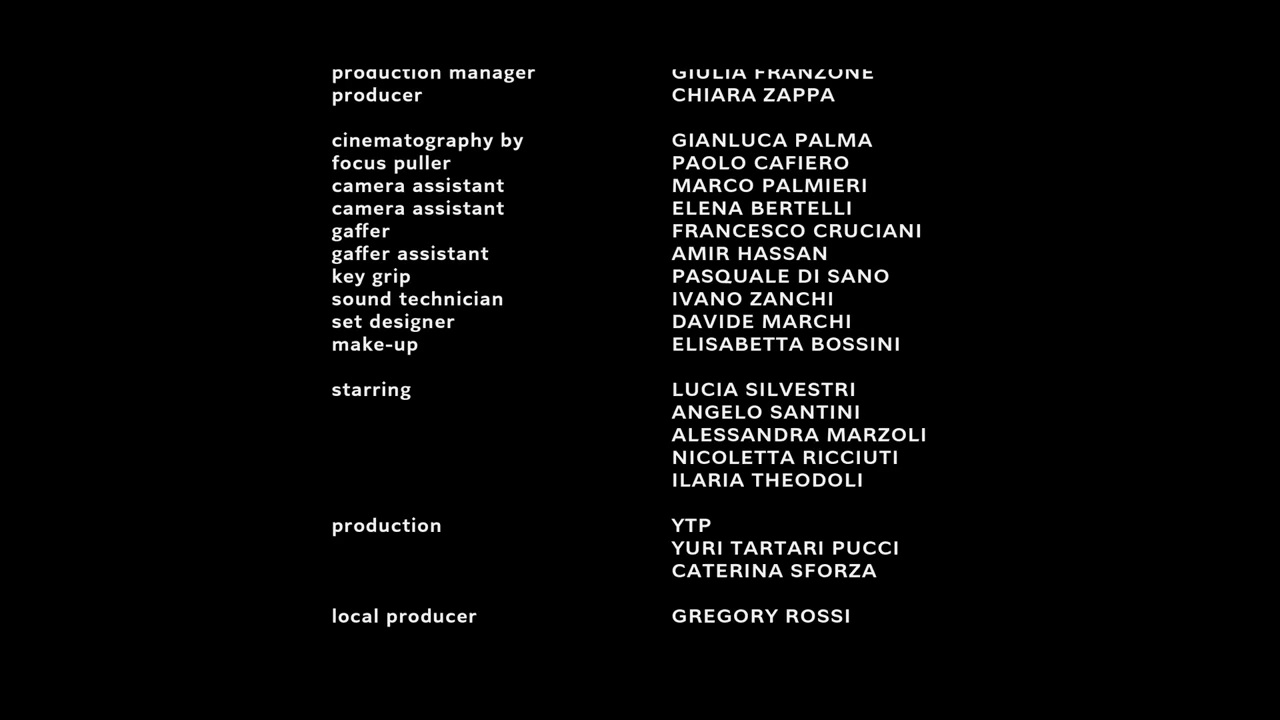 production manager GIULIA FRANZONE
producer CHIARA ZAPPA
cinematography by GIANLUCA PALMA
focus puller PAOLO CAFIERO
camera assistant MARCO PALMIERI
camera assistant ELENA BERTELLI
gaffer FRANCESCO CRUCIANI
gaffer assistant AMIR HASSAN
key grip PASQUALE DI SANO
sound technician IVANO ZANCHI
set designer DAVIDE MARCHI
make-up ELISABETTA BOSSINI
starring LUCIA SILVESTRI
ANGELO SANTINI
ALESSANDRA MARZOLI
NICOLETTA RICCIUTI
ILARIA THEODOLI
production YTP
YURI TARTARI PUCCI
CATERINA SFORZA
local producer GREGORY ROSSI